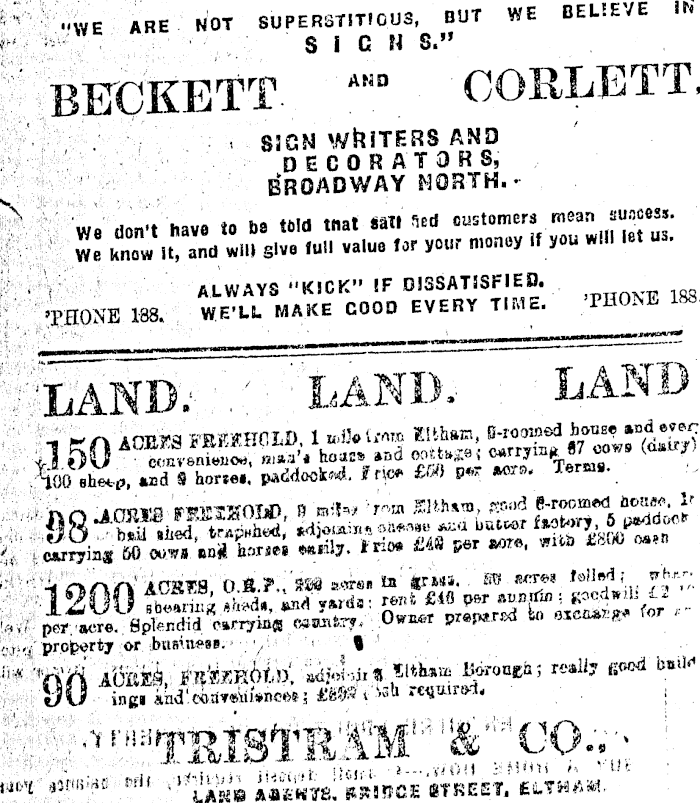 "WE ARE NOT SUPERSTITIOUS, BUT WE BELIEVE IN
SIGNS."
BECKETT AND CORLETT,
SIGN WRITERS AND
DECORATORS,
BROADWAY NORTH.
We don't have to be told that sati fied customers mean success.
We know it, and will give full value for your money if you will let us.
ALWAYS "KICK" IF DISSATISFIED.
'PHONE 188. WE'LL MAKE GOOD EVERY TIME. 'PHONE 188.
LAND. LAND. LAND
150 ACRES FREEHOLD, 1 mile from Eltham, 6-roomed house and every
convenience, man's house and cottage; carrying 67 cows (dairy)
100 sheep, and 9 horses, paddocked. Price per acre. Terms.
98 ACRES FREEHOLD, miles from Eltham, good 6-roomed house,
bail shed, trapshed, adjoining cheese and butter factory, 5 paddock
carrying 50 cows and horses easily. Price per acre, with £800 cash
1200 ACRES, O.R.P., acres in grass. acres felled;
shearing sheds, and yards; rent per annum; goodwill
per acre. Splendid carrying country. Owner prepared to exchange for
property or business.
90 ACRES, FREEHOLD, adjoining Eltham Borough; really good build
ings and conveniences; required.
TRISTRAM & CO.,
LAND AGENTS, BRIDGE STREET, ELTHAM.